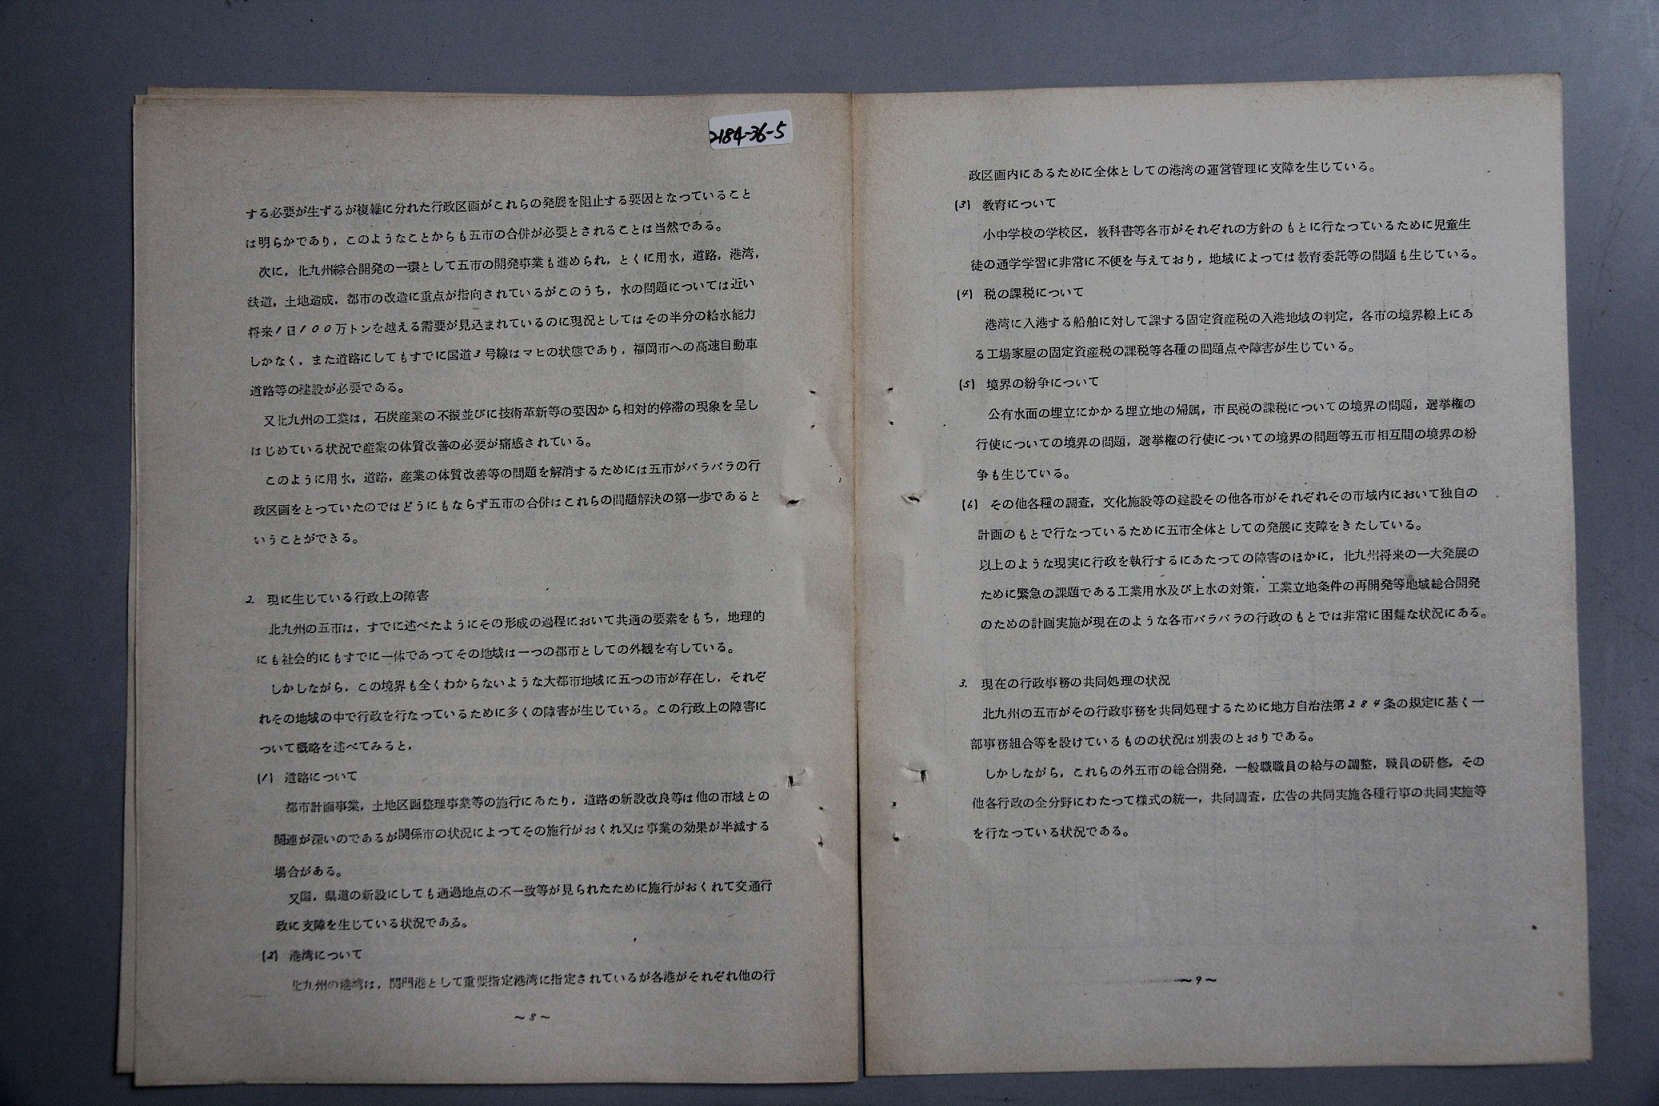 2184-36-5
する必要が生ずるが複雑に分れた行政区画がこれらの発展を阻止する要因となつていること
は明らかであり，このようなことからも五市の合併が必要とされることは当然である。
次に，北九州綜合開発の一環として五市の開発事業も進められ，とくに用水，道路，港湾，
鉄道，土地造成，都市の改造に重点が指向されているがこのうち，水の問題については近い
将来1日100万トンを越える需要が見込まれているのに現況としてはその半分の給水能力
しかなく，また道路にしてもすでに国道3号線はマヒの状態であり，福岡市への高速自動車
道路等の建設が必要である。
又北九州の工業は，石炭産業の不振並びに技術革新等の要因から相対的停滞の現象を呈し
はじめている状況で産業の体質改善の必要が痛感されている。
このように用水，道路，産業の体質改善等の問題を解消するためには五市がバラバラの行
政区画をとつていたのではどうにもならず五市の合併はこれらの問題解決の第一歩であると
いうことができる。
2. 現に生じている行政上の障害
北九州の五市は，すでに述べたようにその形成の過程において共通の要素をもち，地理的
にも社会的にもすでに一体であつてその地域は一つの都市としての外観を有している。
しかしながら，この境界も全くわからないような大都市地域に五つの市が存在し，それぞ
れその地域の中で行政を行なつているために多くの障害が生じている。この行政上の障害に
ついて概略を述べてみると，
(1) 道路について
都市計画事業，土地区画整理事業等の施行にあたり，道路の新設改良等は他の市域との
関連が深いのであるが関係市の状況によつてその施行がおくれ又は事業の効果が半減する
場合がある。
又国，県道の新設にしても通過地点の不一致等が見られたために施行がおくれて交通行
政に支障を生じている状況である。
(2) 港湾について
北九州の港湾は，関門港として重要指定港湾に指定されているが各港がそれぞれ他の行
～8～
政区画内にあるために全体としての港湾の運営管理に支障を生じている。
(3) 教育について
小中学校の学校区，教科書等各市がそれぞれの方針のもとに行なつているために児童生
徒の通学学習に非常に不便を与えており，地域によつては教育委託等の問題も生じている。
(4) 税の課税について
港湾に入港する船舶に対して課する固定資産税の入港地域の判定，各市の境界線上にあ
る工場家屋の固定資産税の課税等各種の問題点や障害が生じている。
(5) 境界の紛争について
公有水面の埋立にかかる埋立地の帰属，市民税の課税についての境界の問題，選挙権の
行使についての境界の問題，選挙権の行使についての境界の問題等五市相互間の境界の紛
争も生じている。
(6) その他各種の調査，文化施設等の建設その他各市がそれぞれその市域内において独自の
計画のもとで行なつているために五市全体としての発展に支障をきたしている。
以上のような現実に行政を執行するにあたつての障害のほかに，北九州将来の一大発展の
ために緊急の課題である工業用水及び上水の対策，工業立地条件の再開発等地域総合開発
のための計画実施が現在のような各市バラバラの行政のもとでは非常に困難な状況にある。
3. 現在の行政事務の共同処理の状況
北九州の五市がその行政事務を共同処理するために地方自治法第284条の規定に基く一
部事務組合等を設けているものの状況は別表のとおりである。
しかしながら，これらの外五市の総合開発，一般職職員の給与の調整，職員の研修，その
他各行政の全分野にわたつて様式の統一，共同調査，広告の共同実施各種行事の共同実施等
を行なつている状況である。
～9～